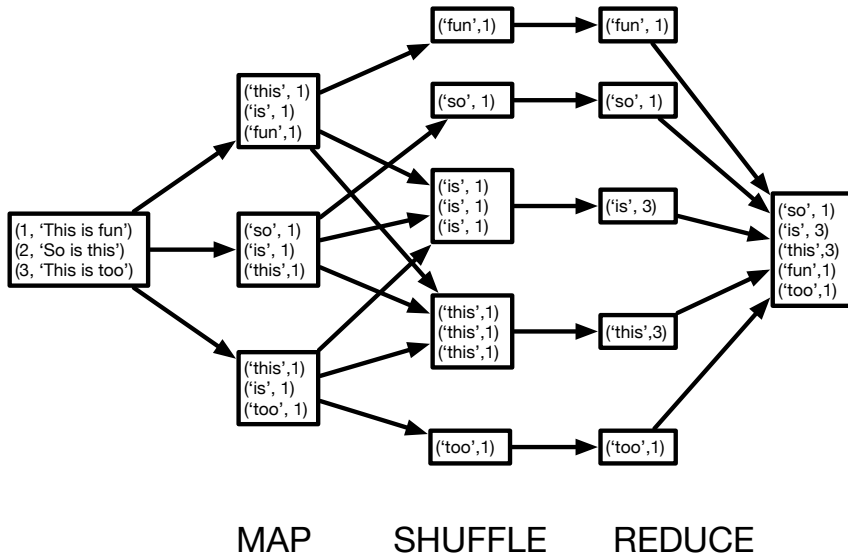 (1, ‘This is fun’)
(2, ‘So is this’)
(3, ‘This is too’)
(‘this’, 1)
(‘is’, 1)
(‘fun’,1)
(‘so’, 1)
(‘is’, 1)
(‘this’,1)
(‘this’,1)
(‘is’, 1)
(‘too’, 1)
(‘fun’,1)
(‘so’, 1)
(‘is’, 1)
(‘is’, 1)
(‘is’, 1)
(‘this’,1)
(‘this’,1)
(‘this’,1)
(‘too’,1)
(‘fun’, 1)
(‘so’, 1)
(‘is’, 3)
(‘this’,3)
(‘too’,1)
(‘so’, 1)
(‘is’, 3)
(‘this’,3)
(‘fun’,1)
(‘too’,1)
MAP
SHUFFLE
REDUCE